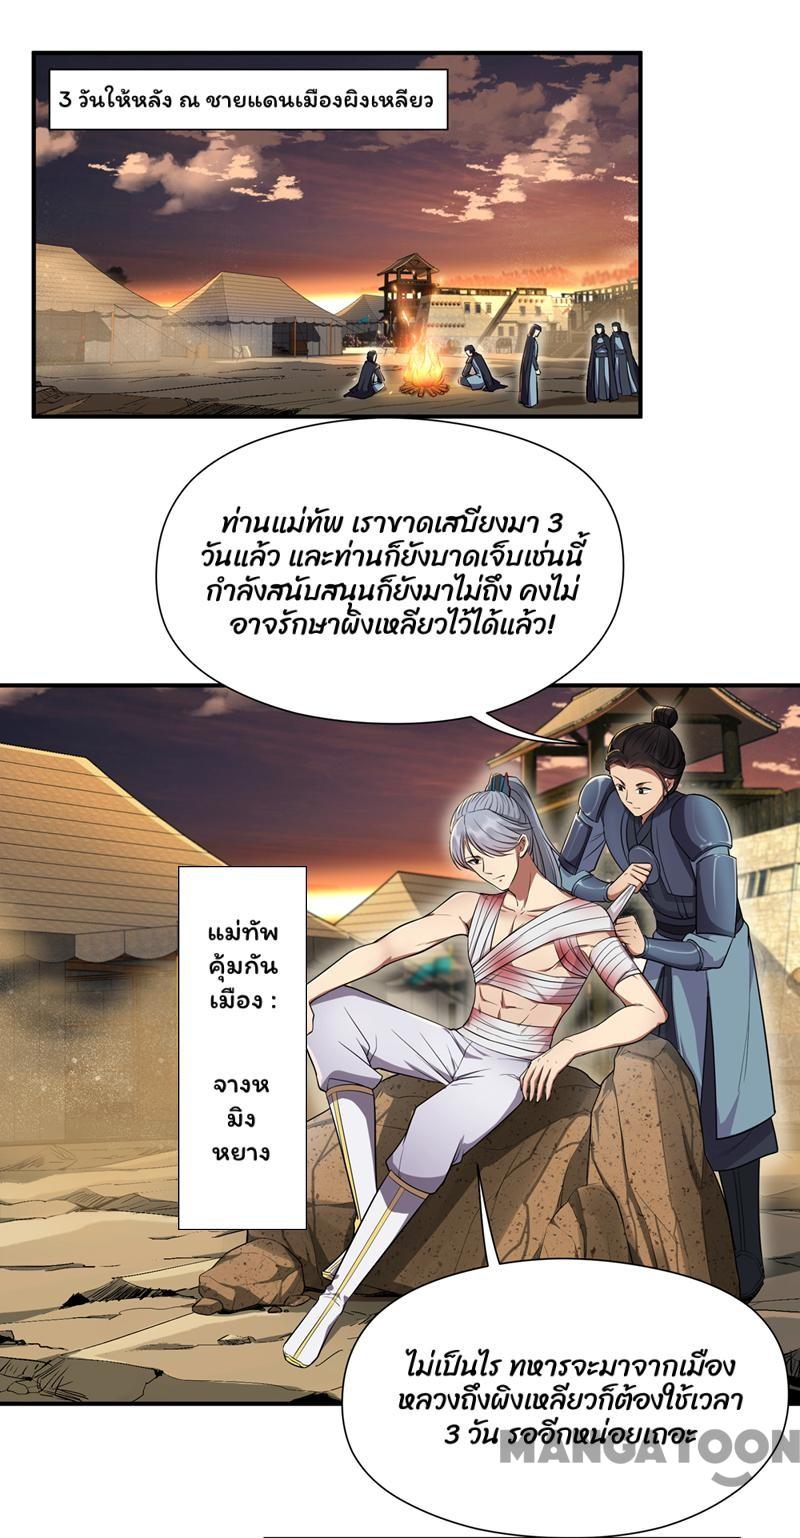 3 วันให้หลัง ณ ชายแดนเมืองผิงเหลียว
ท่านแม่ทัพ เราขาดเสบียงมา 3
วันแล้ว และท่านก็ยังบาดเจ็บเช่นนี้
กำลังสนับสนุนก็ยังมาไม่ถึง คงไม่
อาจรักษาผิงเหลียวไว้ได้แล้ว!
แม่ทัพ
คุ้มกัน
เมือง :
จางห
มิง
หยาง
ไม่เป็นไร ทหารจะมาจากเมือง
หลวงถึงผิงเหลียวก็ต้องใช้เวลา
3 วัน รออีกหน่อยเถอะ
MANGATOON